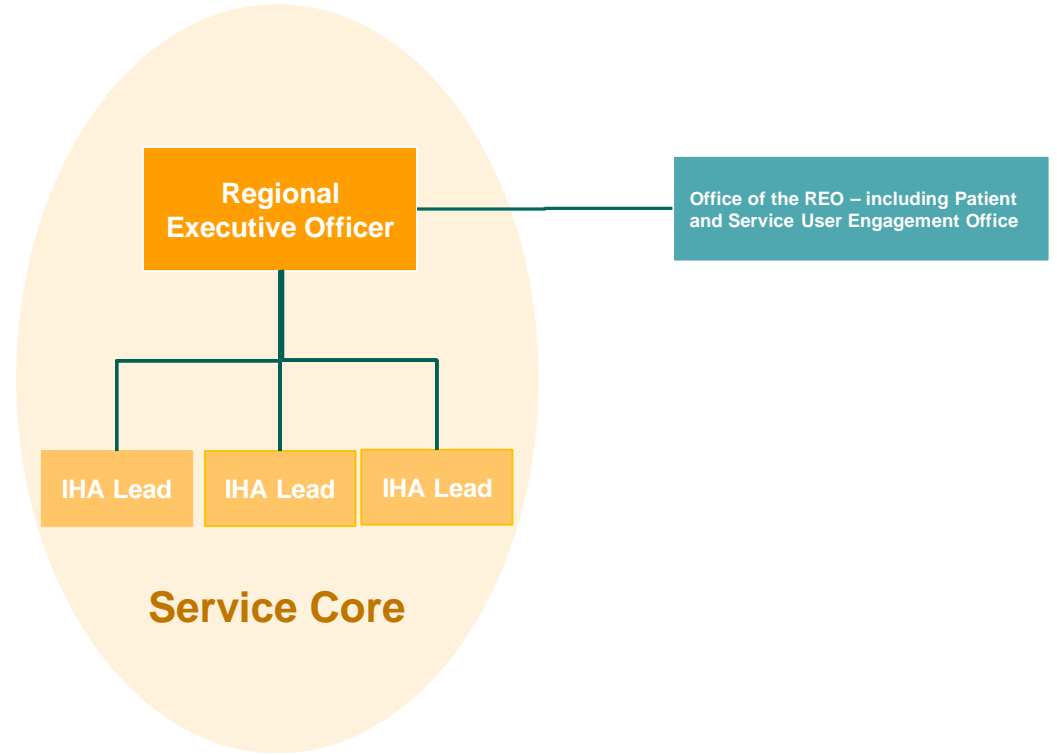 Regional
Executive Officer
Office of the REO – including Patient
and Service User Engagement Office
IHA Lead
IHA Lead
IHA Lead
Service Core